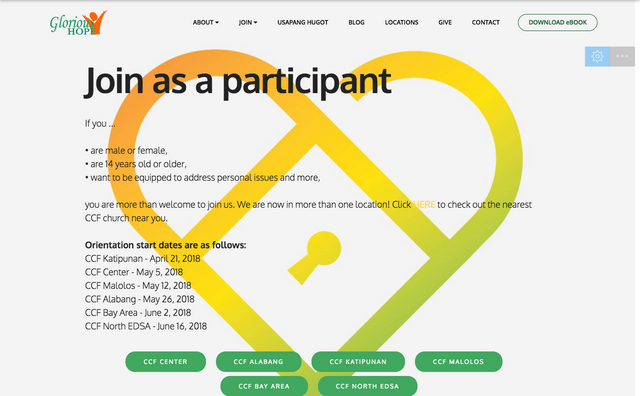 Glorious
HOPE
ABOUT JOIN USAPANG HUGOT BLOG LOCATIONS GIVE CONTACT DOWNLOAD eBOOK
Join as a participant
If you ...
• are male or female,
• are 14 years old or older,
• want to be equipped to address personal issues and more,
you are more than welcome to join us. We are now in more than one location! Click HERE to check out the nearest
CCF church near you.
Orientation start dates are as follows:
CCF Katipunan - April 21, 2018
CCF Center - May 5, 2018
CCF Malolos - May 12, 2018
CCF Alabang - May 26, 2018
CCF Bay Area - June 2, 2018
CCF North EDSA - June 16, 2018
CCF CENTER CCF ALABANG CCF KATIPUNAN CCF MALOLOS
CCF BAY AREA CCF NORTH EDSA